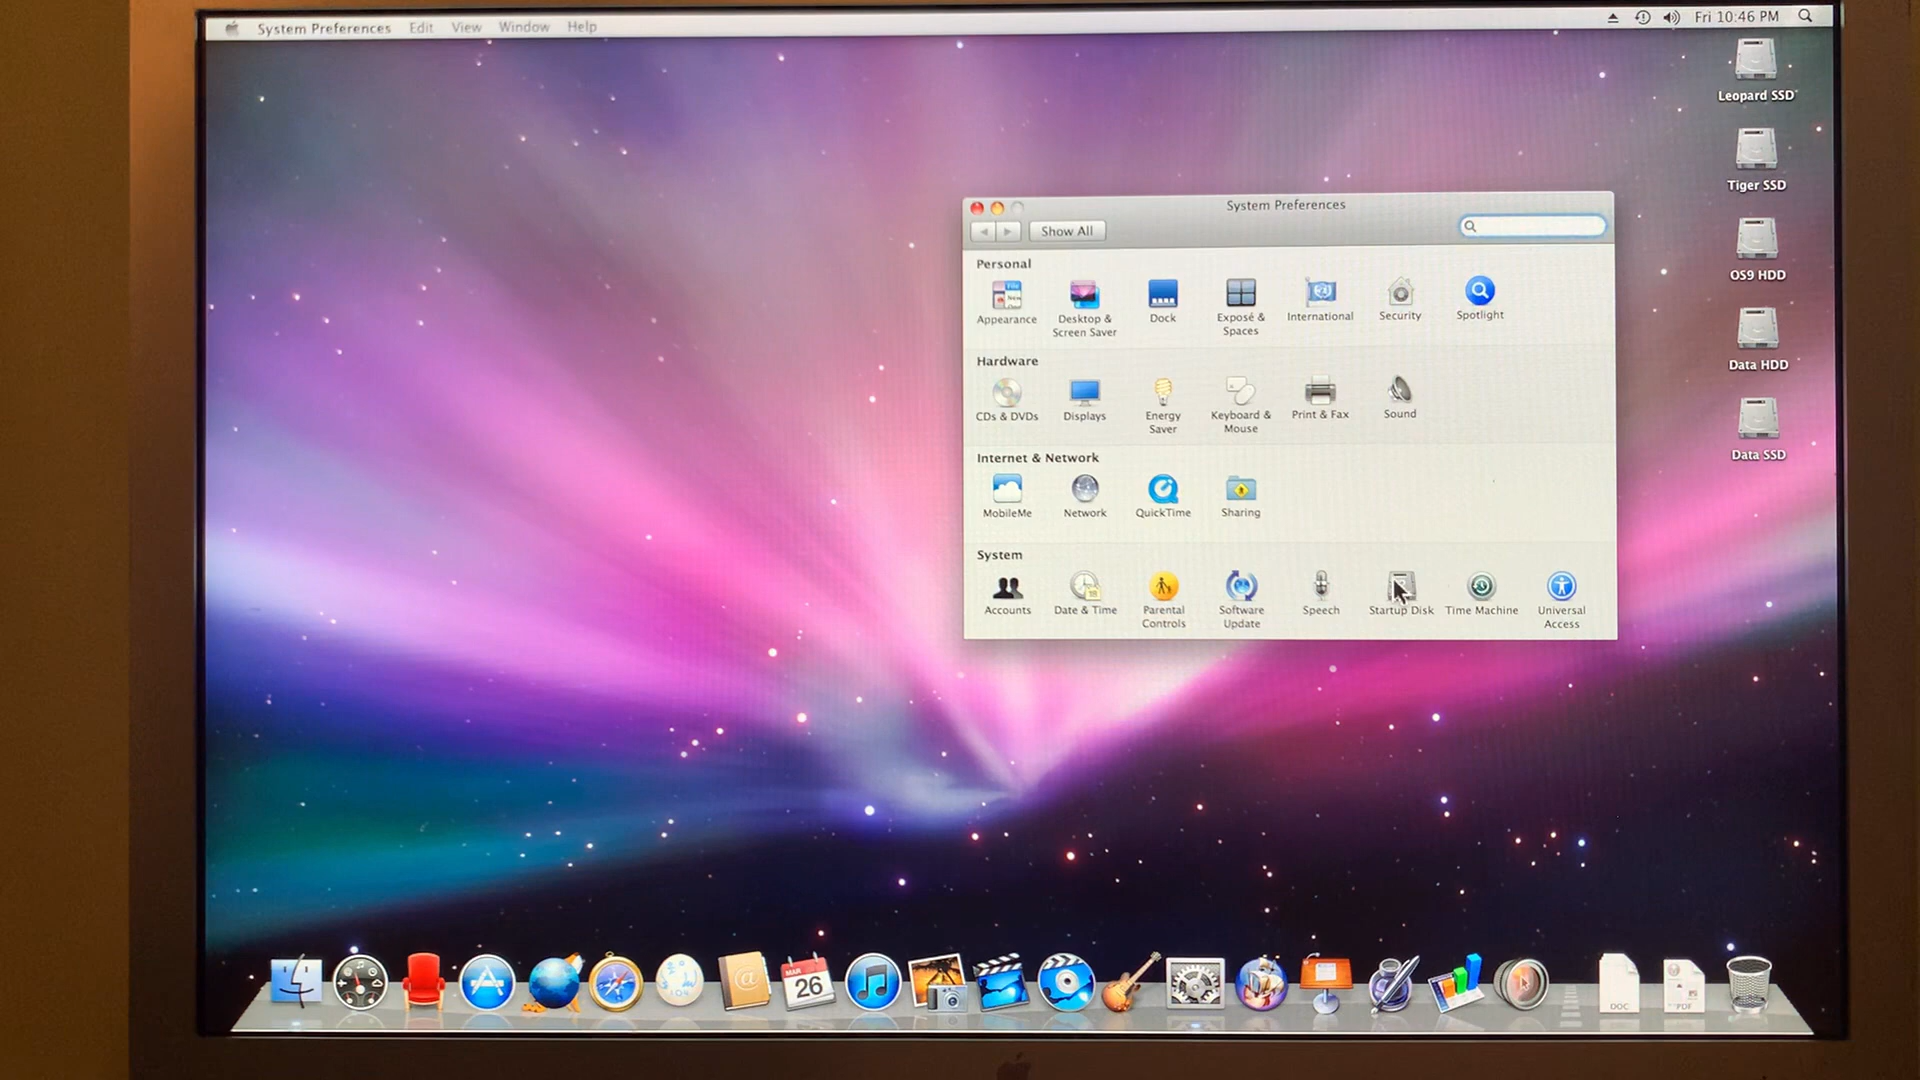 System Preferences Edit View Window Help
Fri 10:46 PM
Leopard SSD
Tiger SSD
OS9 HDD
Data HDD
Data SSD
System Preferences
Show All
Personal
Appearance
Desktop &
Screen Saver
Dock
Exposé &
Spaces
International
Security
Spotlight
Hardware
CDs & DVDs
Displays
Energy
Saver
Keyboard &
Mouse
Print & Fax
Sound
Internet & Network
MobileMe
Network
QuickTime
Sharing
System
Accounts
Date & Time
Parental
Controls
Software
Update
Speech
Startup Disk
Time Machine
Universal
Access
MAR
26
DOC
PDF